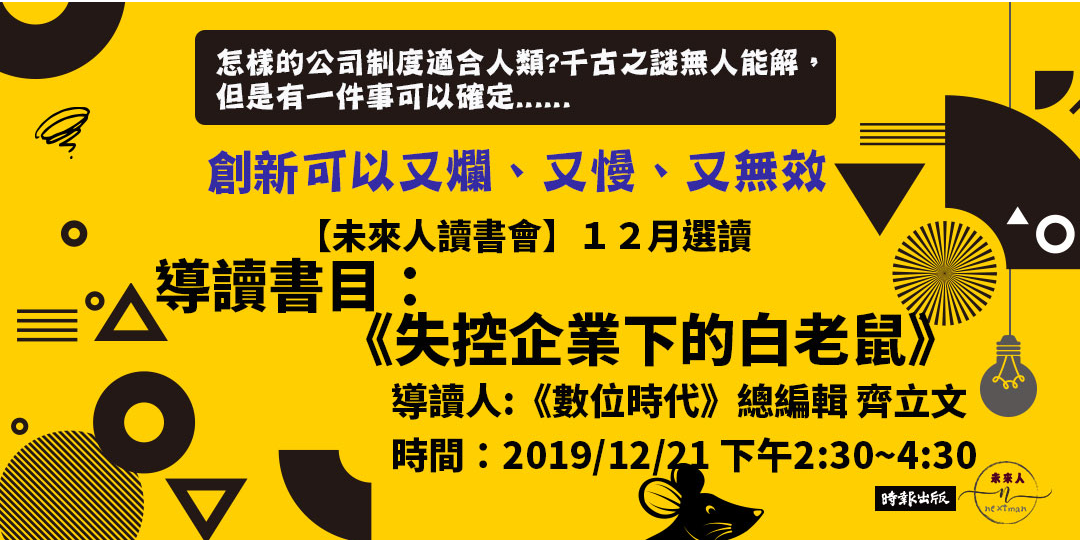 怎樣的公司制度適合人類?千古之謎無人能解，
但是有一件事可以確定......
創新可以又爛、又慢、又無效
【未來人讀書會】１２月選讀
導讀書目：
《失控企業下的白老鼠》
導讀人:《數位時代》總編輯 齊立文
時間：2019/12/21 下午2:30~4:30
時報出版
未來人
n
nextman